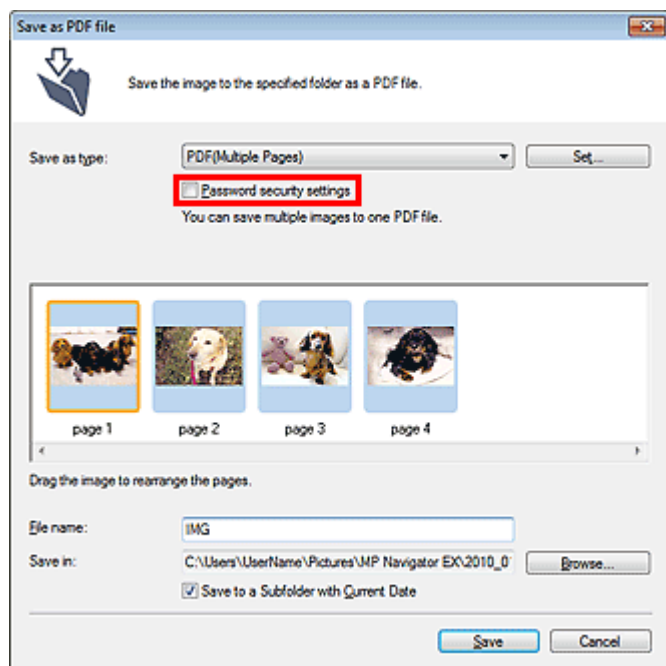 Save as PDF file
Save the image to the specified folder as a PDF file.
Save as type: PDF(Multiple Pages) Set...
Password security settings
You can save multiple images to one PDF file.
page 1 page 2 page 3 page 4
Drag the image to rearrange the pages.
File name: IMG
Save in: C:\Users\UserName\Pictures\MP Navigator EX\2010_0 Browse...
Save to a Subfolder with Current Date
Save Cancel